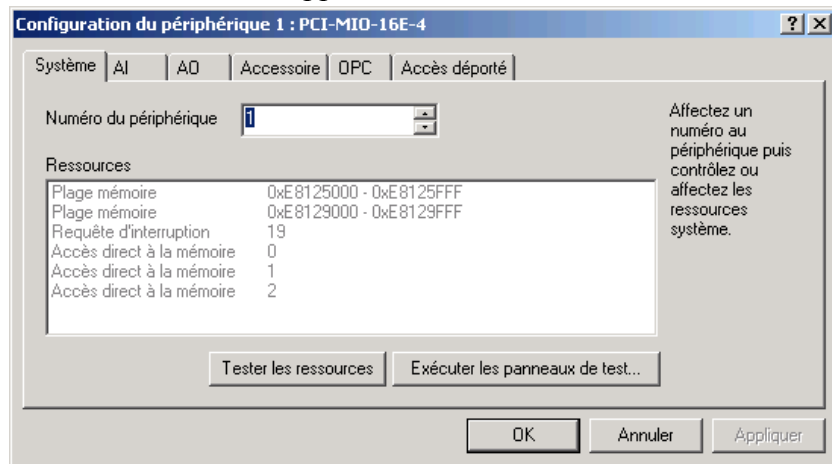 Configuration du périphérique 1 : PCI-MIO-16E-4
Système AI AO Accessoire OPC Accès déporté
Numéro du périphérique 1
Affectez un
numéro au
périphérique puis
contrôlez ou
affectez les
ressources
système.
Ressources
Plage mémoire 0xE8125000 - 0xE8125FFF
Plage mémoire 0xE8129000 - 0xE8129FFF
Requête d'interruption 19
Accès direct à la mémoire 0
Accès direct à la mémoire 1
Accès direct à la mémoire 2
Tester les ressources Exécuter les panneaux de test...
OK Annuler Appliquer